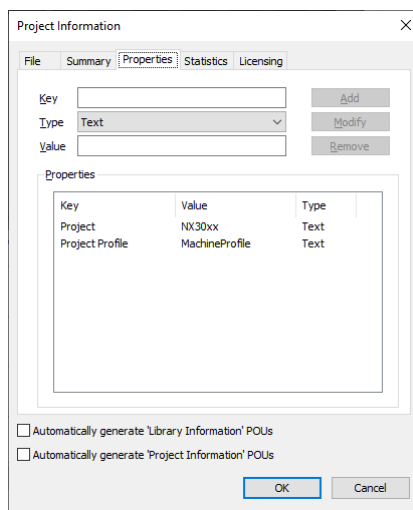 Project Information
File Summary Properties Statistics Licensing
Key
Add
Type Text
Modify
Value
Remove
Properties
Key Value Type
Project NX30xx Text
Project Profile MachineProfile Text
Automatically generate 'Library Information' POUs
Automatically generate 'Project Information' POUs
OK Cancel